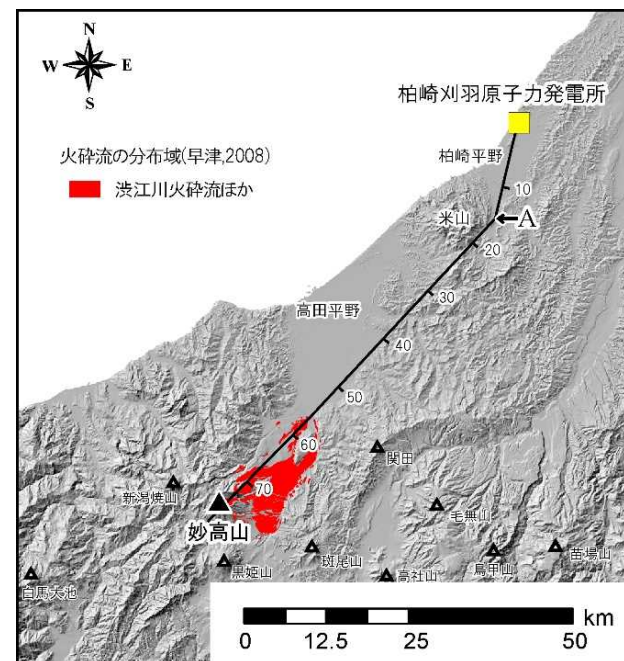 N
W E
S
柏崎刈羽原子力発電所
火砕流の分布域(早津,2008)
渋江川火砕流ほか
柏崎平野
10
米山
A
20
30
高田平野
40
50
60
関田
70
新潟焼山
妙高山
毛無山
黒姫山
斑尾山
鳥甲山
苗場山
白馬大池
高社山
km
0 12.5 25 50